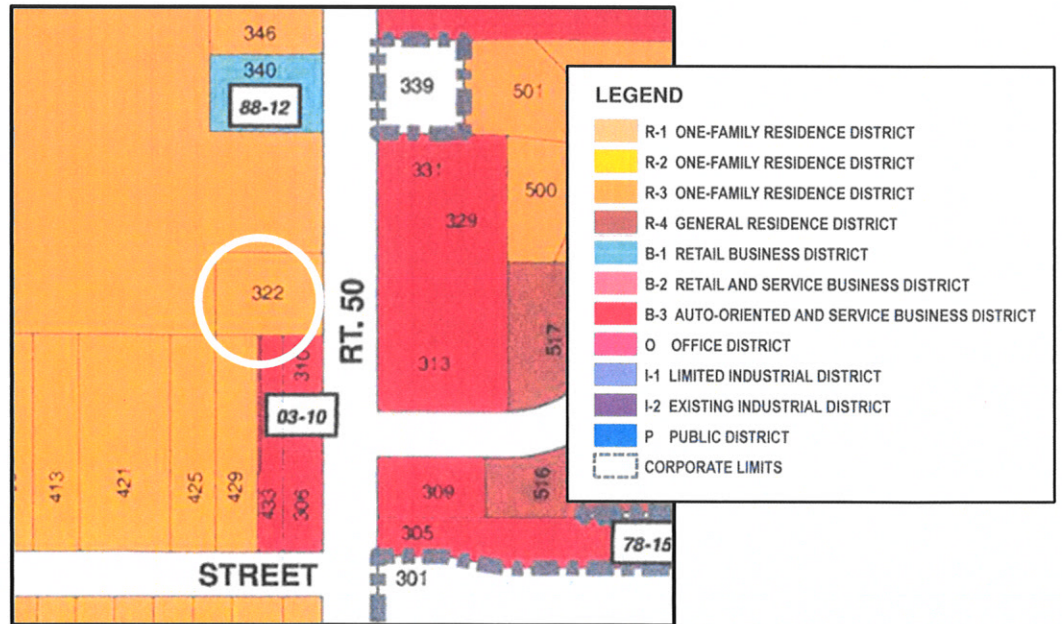 346
340
88-12
339
501
331
329
500
322
RT. 50
517
310
313
03-10
413
421
425
429
433
306
309
516
305
78-15
STREET
301
LEGEND
R-1 ONE-FAMILY RESIDENCE DISTRICT
R-2 ONE-FAMILY RESIDENCE DISTRICT
R-3 ONE-FAMILY RESIDENCE DISTRICT
R-4 GENERAL RESIDENCE DISTRICT
B-1 RETAIL BUSINESS DISTRICT
B-2 RETAIL AND SERVICE BUSINESS DISTRICT
B-3 AUTO-ORIENTED AND SERVICE BUSINESS DISTRICT
O OFFICE DISTRICT
I-1 LIMITED INDUSTRIAL DISTRICT
I-2 EXISTING INDUSTRIAL DISTRICT
P PUBLIC DISTRICT
CORPORATE LIMITS